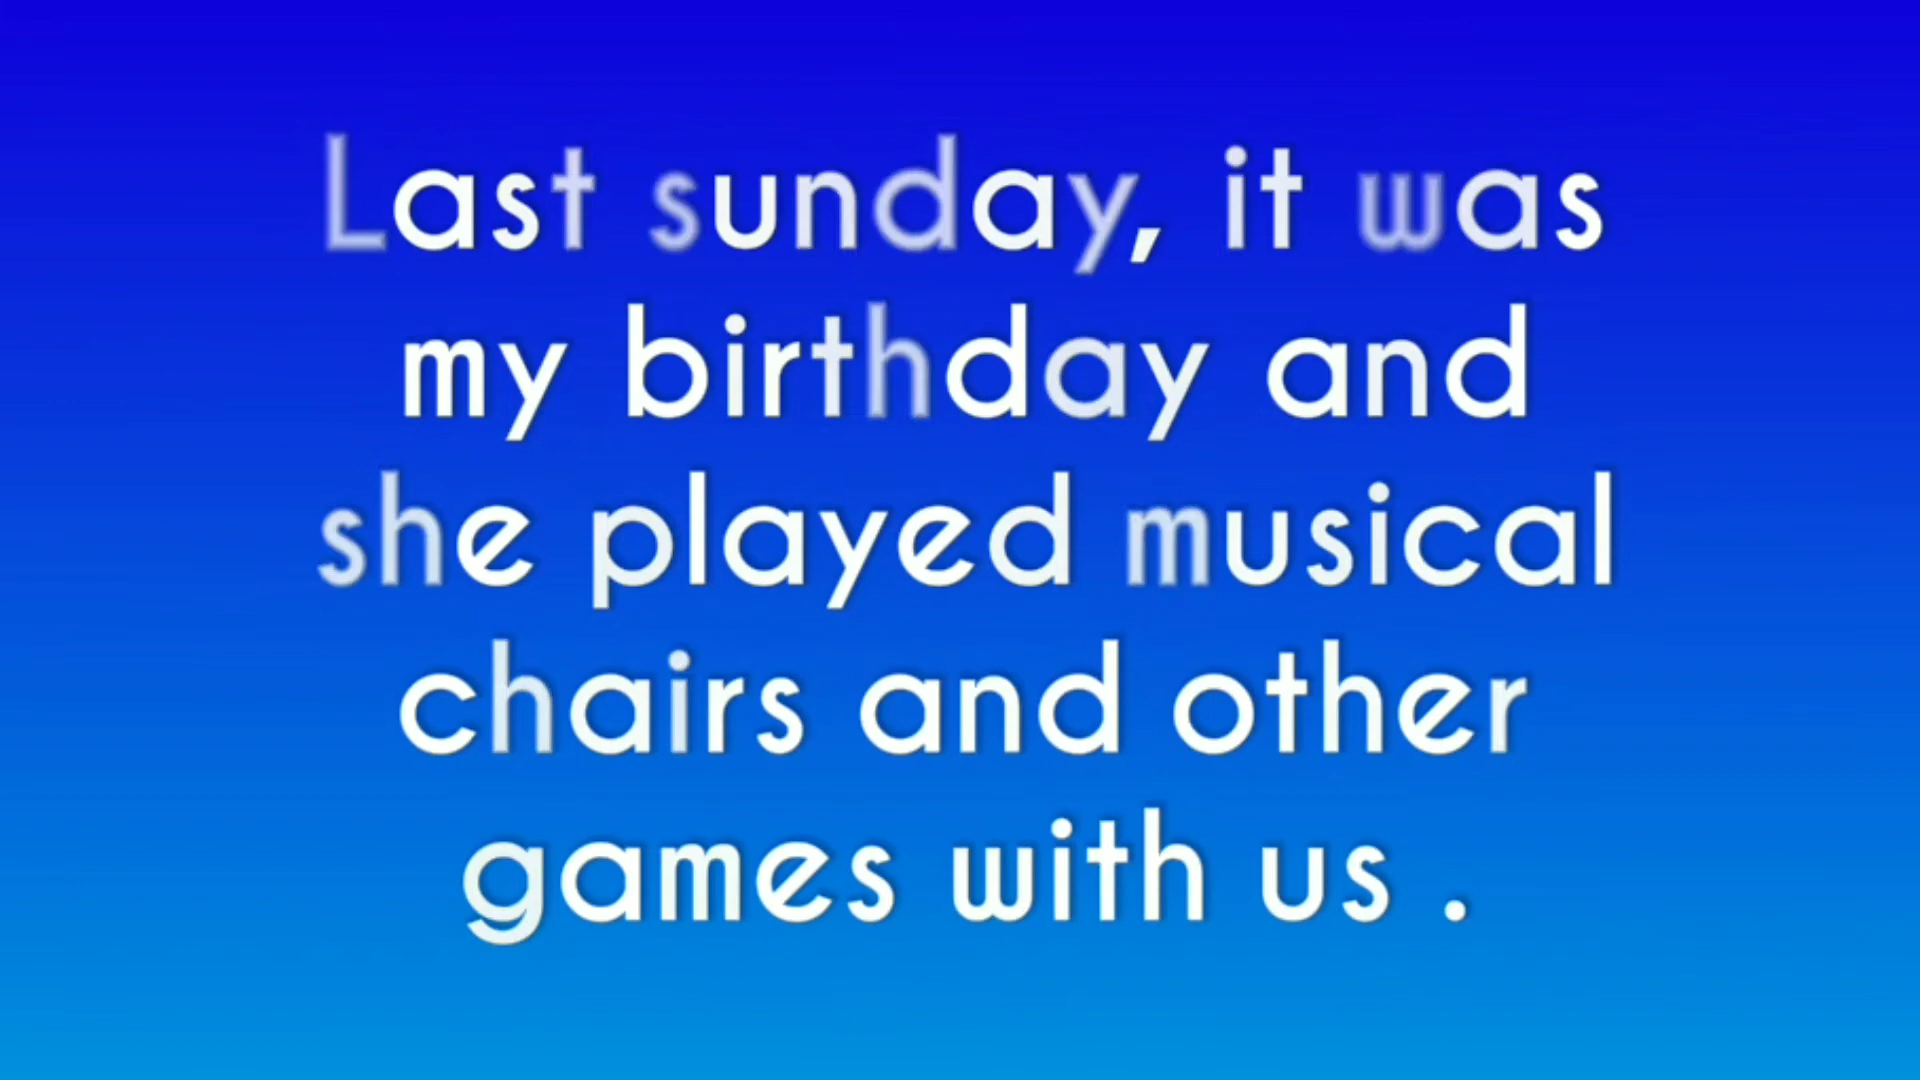 Last sunday, it was
my birthday and
she played musical
chairs and other
games with us .